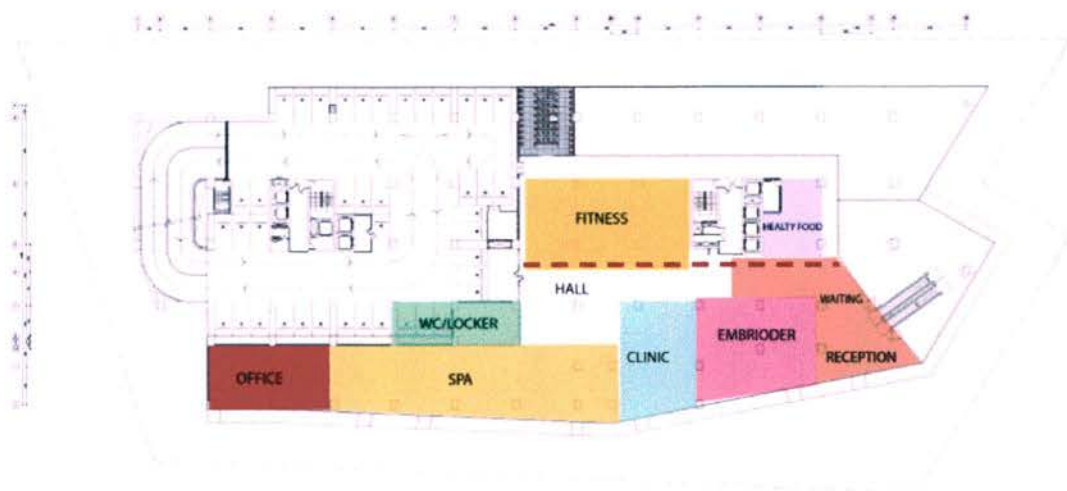 FITNESS
HEALTY FOOD
HALL
WAITING
WC/LOCKER
EMBRIODER
CLINIC
RECEPTION
OFFICE
SPA